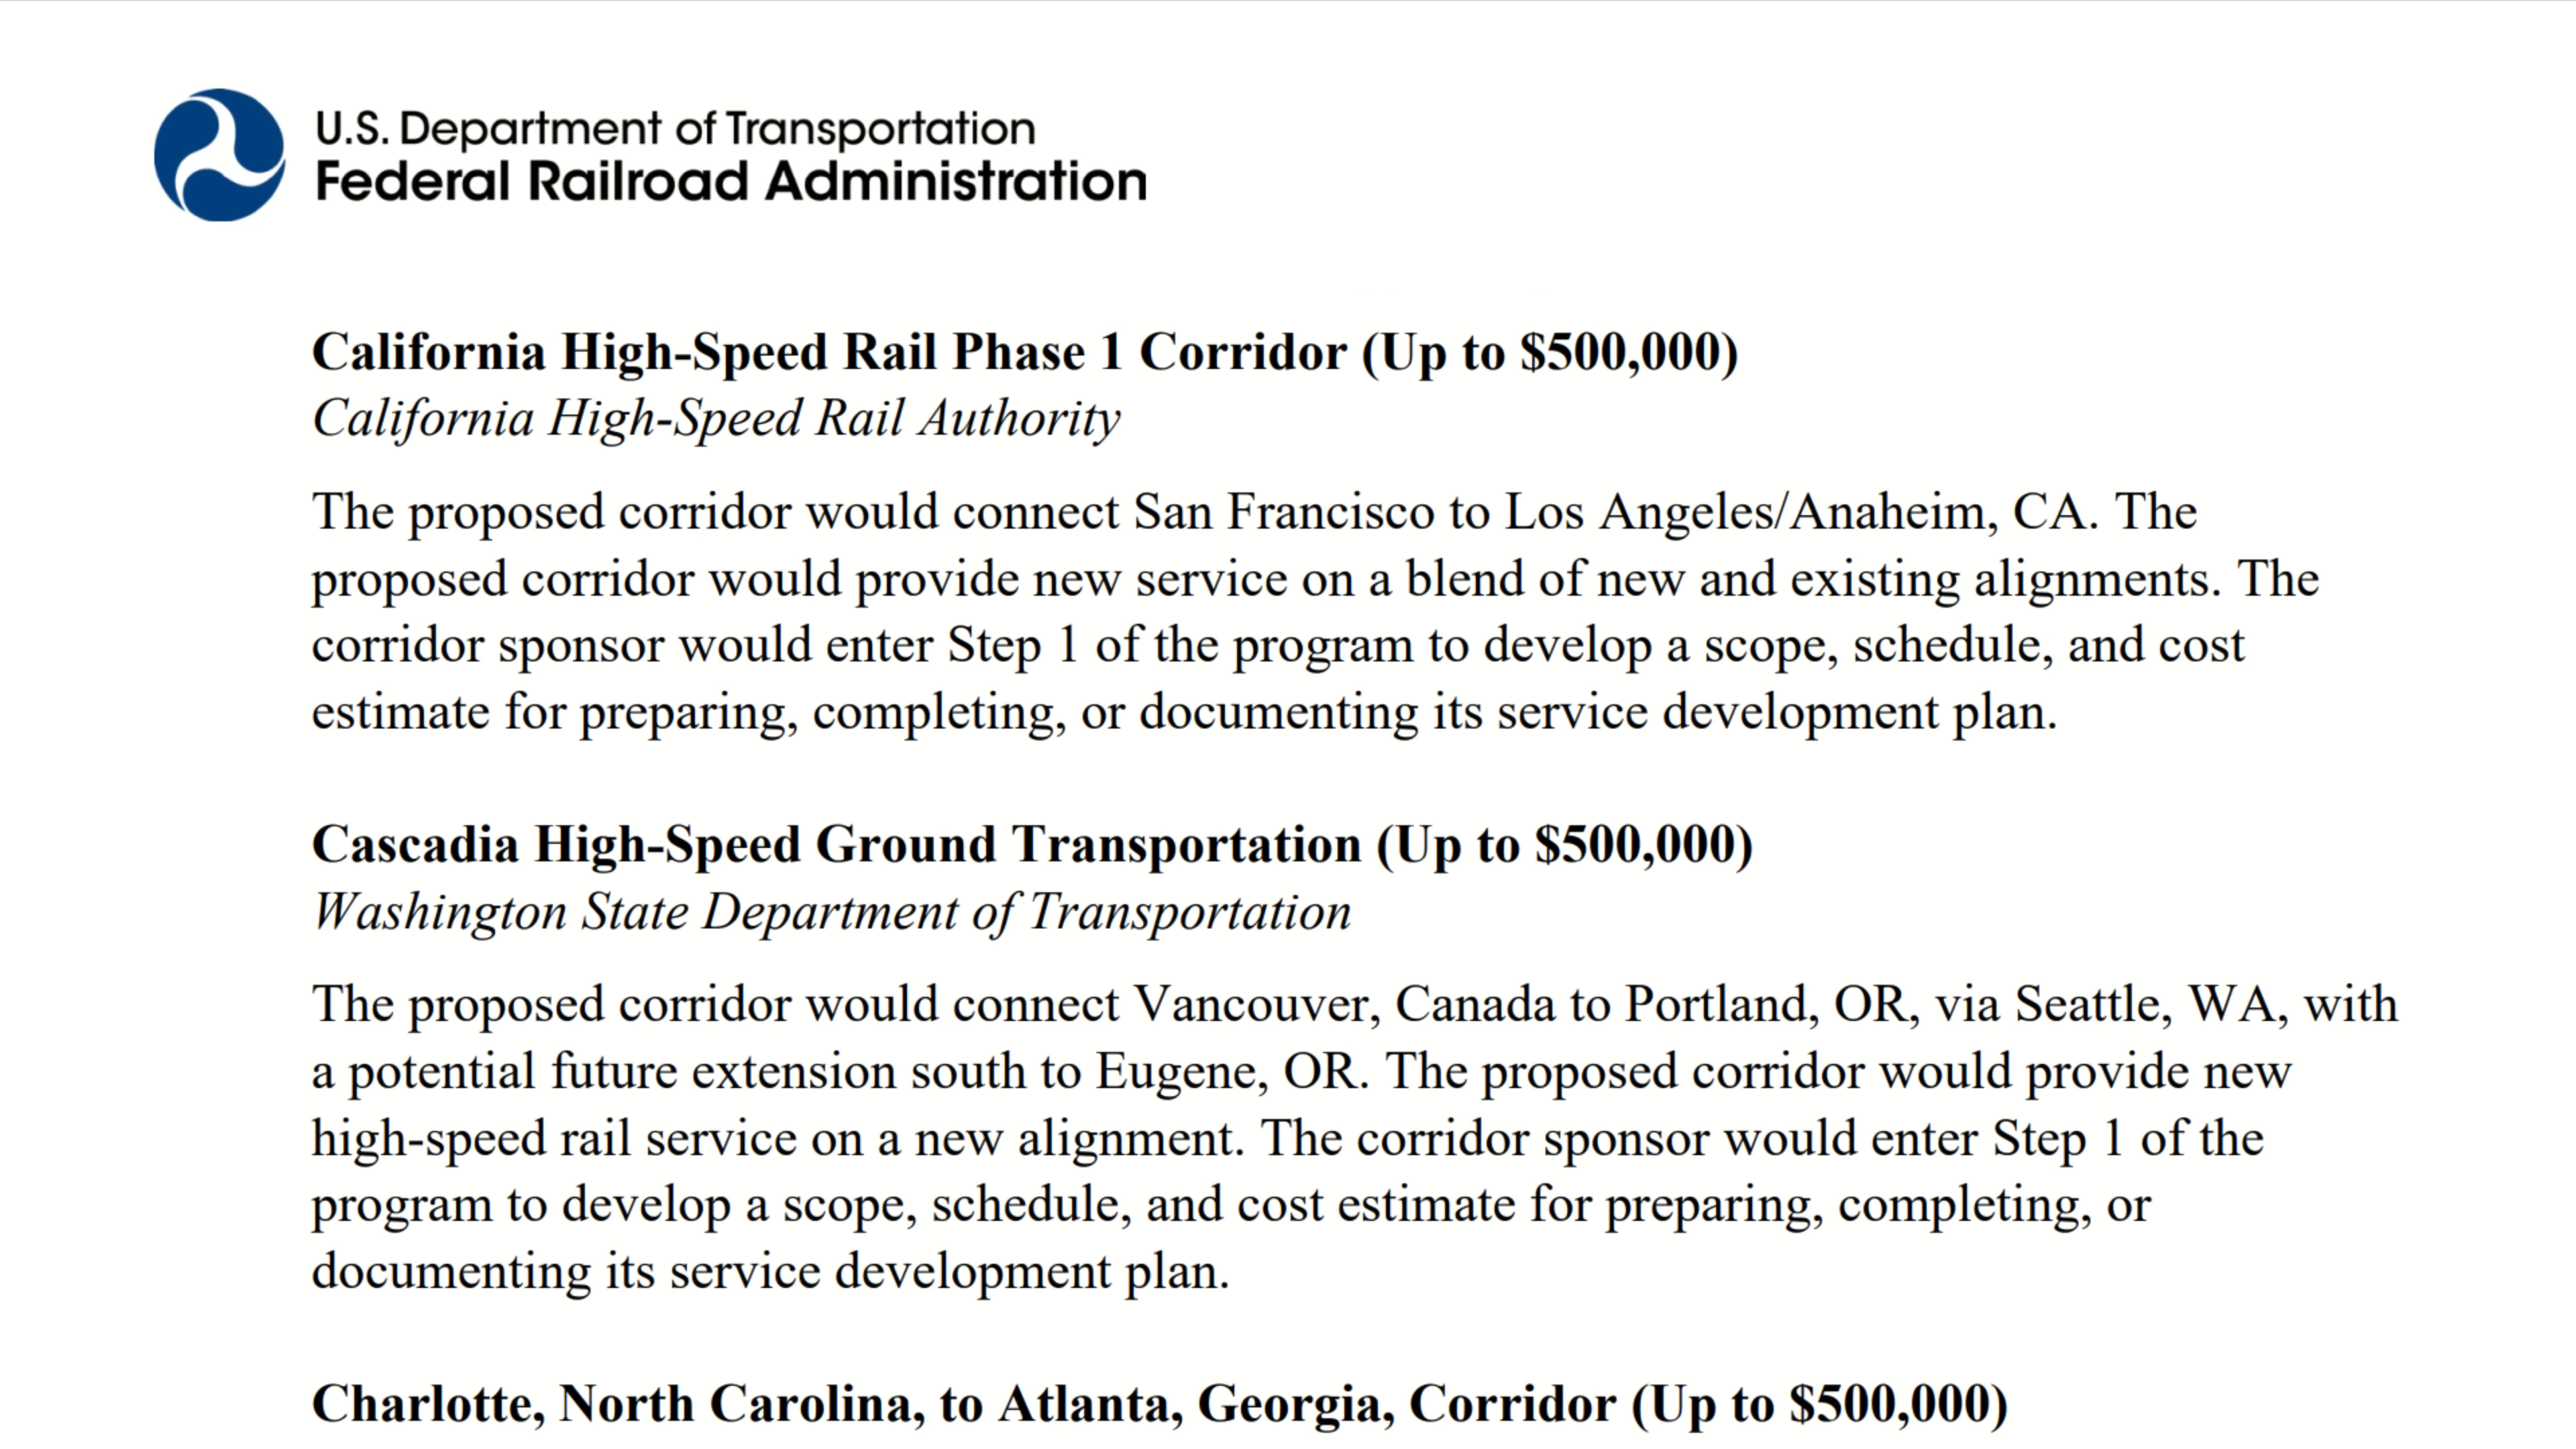 U.S. Department of Transportation
Federal Railroad Administration
California High-Speed Rail Phase 1 Corridor (Up to $500,000)
California High-Speed Rail Authority
The proposed corridor would connect San Francisco to Los Angeles/Anaheim, CA. The
proposed corridor would provide new service on a blend of new and existing alignments. The
corridor sponsor would enter Step 1 of the program to develop a scope, schedule, and cost
estimate for preparing, completing, or documenting its service development plan.
Cascadia High-Speed Ground Transportation (Up to $500,000)
Washington State Department of Transportation
The proposed corridor would connect Vancouver, Canada to Portland, OR, via Seattle, WA, with
a potential future extension south to Eugene, OR. The proposed corridor would provide new
high-speed rail service on a new alignment. The corridor sponsor would enter Step 1 of the
program to develop a scope, schedule, and cost estimate for preparing, completing, or
documenting its service development plan.
Charlotte, North Carolina, to Atlanta, Georgia, Corridor (Up to $500,000)